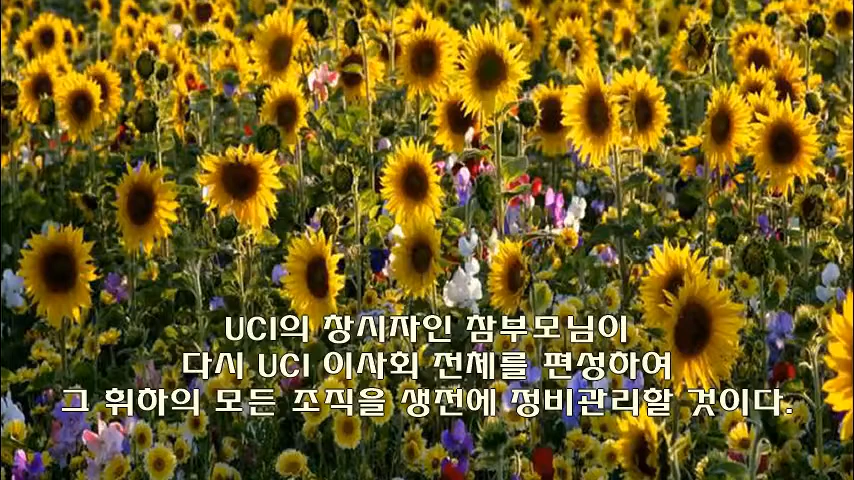 UCI의 창시자인 참부모님이
다시 UCI 이사회 전체를 편성하여
그 휘하의 모든 조직을 생전에 정비관리할 것이다.